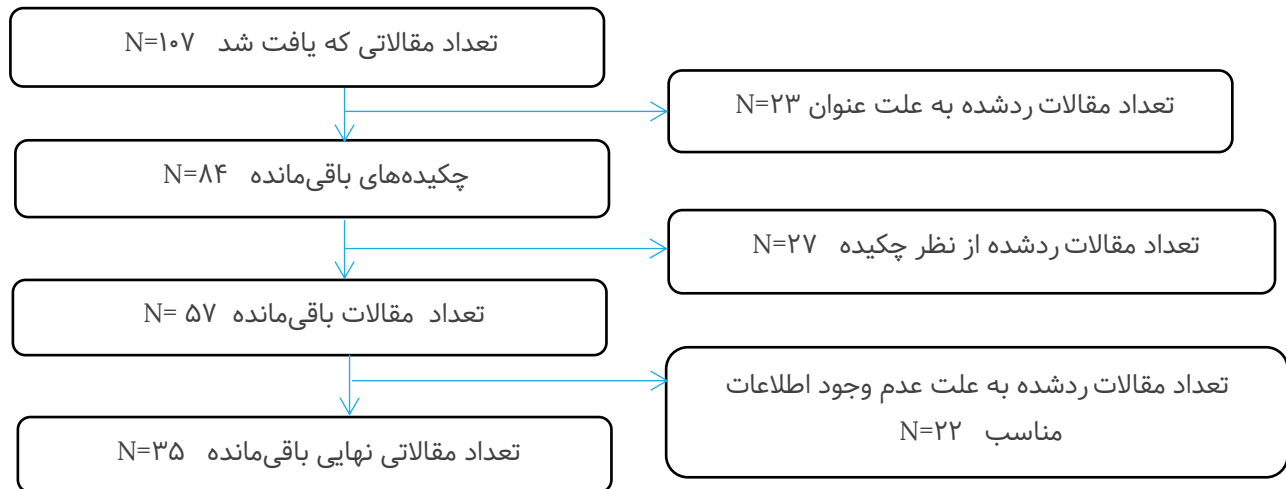 تعداد مقالاتی که یافت شد N=۱۰۷
تعداد مقالات ردشده به علت عنوان N=۲۳
چکیده‌های باقی‌مانده N=۸۴
تعداد مقالات ردشده از نظر چکیده N=۲۷
تعداد مقالات باقی‌مانده N= ۵۷
تعداد مقالات ردشده به علت عدم وجود اطلاعات
مناسب N=۲۲
تعداد مقالاتی نهایی باقی‌مانده N=۳۵